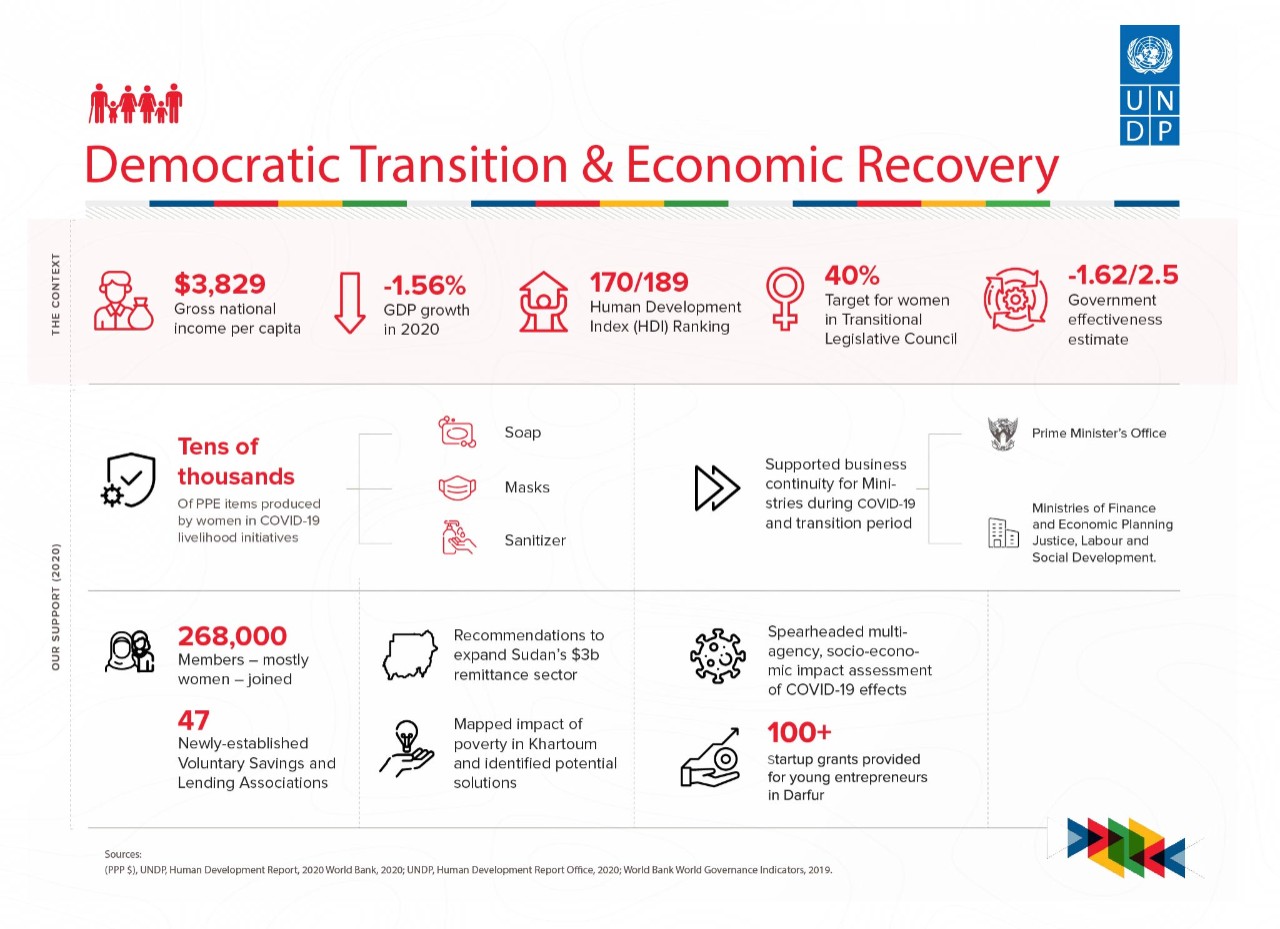 UN
DP
Democratic Transition & Economic Recovery
THE CONTEXT
$3,829
Gross national
income per capita
-1.56%
GDP growth
in 2020
170/189
Human Development
Index (HDI) Ranking
40%
Target for women
in Transitional
Legislative Council
-1.62/2.5
Government
effectiveness
estimate
OUR SUPPORT (2020)
Tens of
thousands
Of PPE items produced
by women in COVID-19
livelihood initiatives
Soap
Masks
Sanitizer
Supported business
continuity for Mini-
stries during COVID-19
and transition period
Prime Minister's Office
Ministries of Finance
and Economic Planning
Justice, Labour and
Social Development.
268,000
Members – mostly
women – joined
47
Newly-established
Voluntary Savings and
Lending Associations
Recommendations to
expand Sudan's $3b
remittance sector
Mapped impact of
poverty in Khartoum
and identified potential
solutions
Spearheaded multi-
agency, socio-econo-
mic impact assessment
of COVID-19 effects
100+
Startup grants provided
for young entrepreneurs
in Darfur
Sources:
(PPP $), UNDP, Human Development Report, 2020 World Bank, 2020; UNDP, Human Development Report Office, 2020; World Bank World Governance Indicators, 2019.